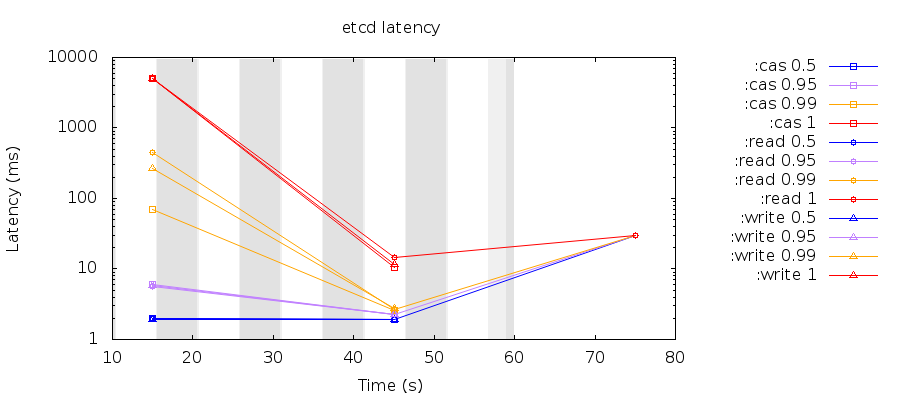 etcd latency
Latency (ms)
10000
1000
100
10
1
10 20 30 40 50 60 70 80
Time (s)
:cas 0.5
:cas 0.95
:cas 0.99
:cas 1
:read 0.5
:read 0.95
:read 0.99
:read 1
:write 0.5
:write 0.95
:write 0.99
:write 1